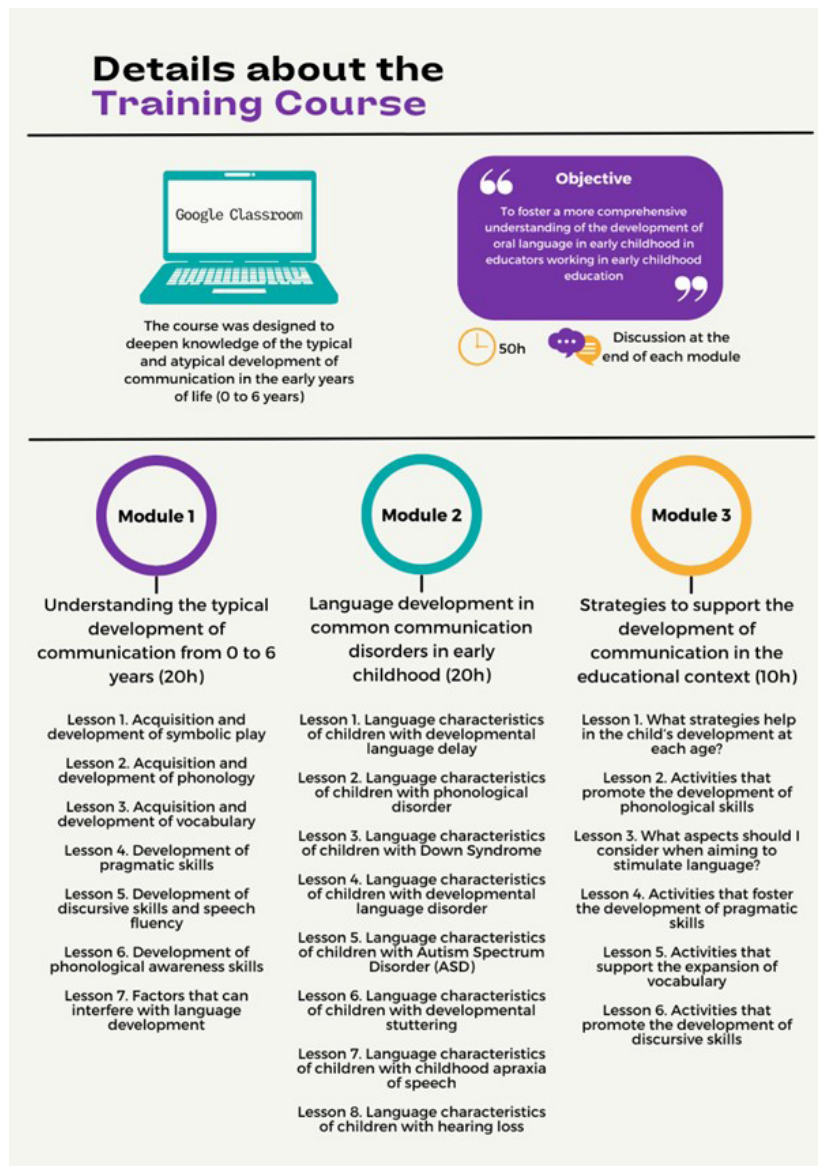 Details about the
Training Course
Google Classroom
The course was designed to
deepen knowledge of the typical
and atypical development of
communication in the early years
of life (0 to 6 years)
“
Objective
To foster a more comprehensive
understanding of the development of
oral language in early childhood in
educators working in early childhood
education
”
50h
Discussion at the
end of each module
Module 1
Understanding the typical
development of
communication from 0 to 6
years (20h)
Lesson 1. Acquisition and
development of symbolic play
Lesson 2. Acquisition and
development of phonology
Lesson 3. Acquisition and
development of vocabulary
Lesson 4. Development of
pragmatic skills
Lesson 5. Development of
discursive skills and speech
fluency
Lesson 6. Development of
phonological awareness skills
Lesson 7. Factors that can
interfere with language
development
Module 2
Language development in
common communication
disorders in early
childhood (20h)
Lesson 1. Language characteristics
of children with developmental
language delay
Lesson 2. Language characteristics
of children with phonological
disorder
Lesson 3. Language characteristics
of children with Down Syndrome
Lesson 4. Language characteristics
of children with developmental
language disorder
Lesson 5. Language characteristics
of children with Autism Spectrum
Disorder (ASD)
Lesson 6. Language characteristics
of children with developmental
stuttering
Lesson 7. Language characteristics
of children with childhood apraxia
of speech
Lesson 8. Language characteristics
of children with hearing loss
Module 3
Strategies to support the
development of
communication in the
educational context (10h)
Lesson 1. What strategies help
in the child's development at
each age?
Lesson 2. Activities that
promote the development of
phonological skills
Lesson 3. What aspects should I
consider when aiming to
stimulate language?
Lesson 4. Activities that foster
the development of pragmatic
skills
Lesson 5. Activities that
support the expansion of
vocabulary
Lesson 6. Activities that
promote the development of
discursive skills